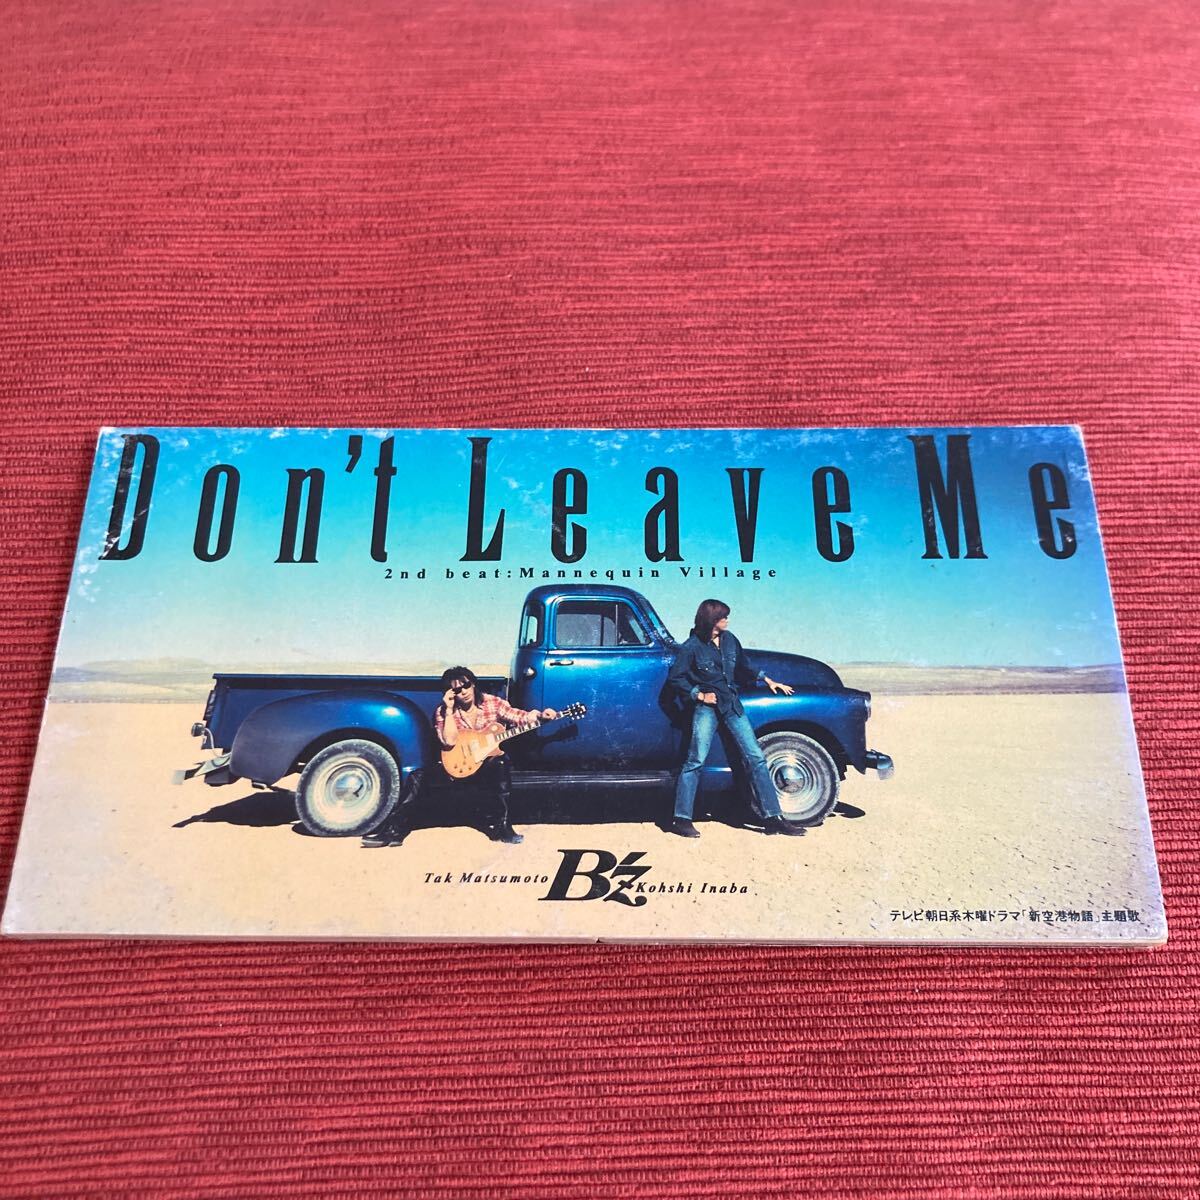 Don't Leave Me
2nd beat:Mannequin Village
Tak Matsumoto B'z Kohshi Inaba
テレビ朝日系木曜ドラマ「新空港物語」主題歌